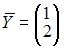 Y̅ = (1
2)